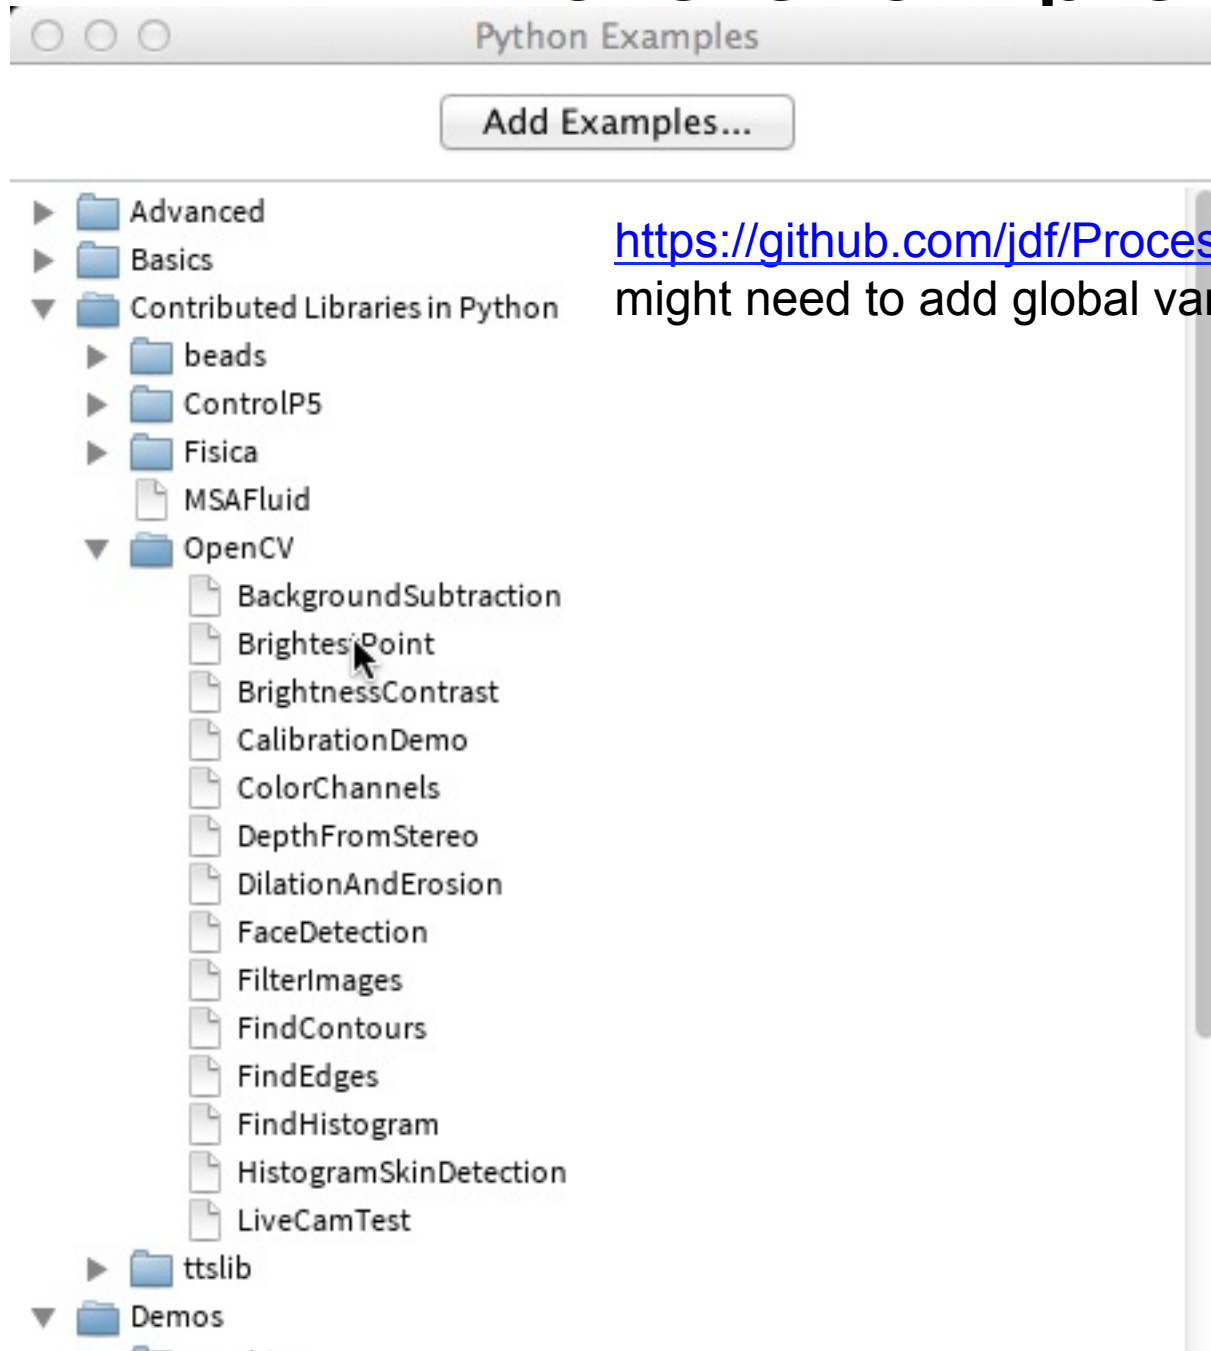 Python Examples
Add Examples...
Advanced
https://github.com/jdf/Proces
Basics
might need to add global var
Contributed Libraries in Python
beads
ControlP5
Fisica
MSAFluid
OpenCV
BackgroundSubtraction
BrightestPoint
BrightnessContrast
CalibrationDemo
ColorChannels
DepthFromStereo
DilationAndErosion
FaceDetection
FilterImages
FindContours
FindEdges
FindHistogram
HistogramSkinDetection
LiveCamTest
ttslib
Demos